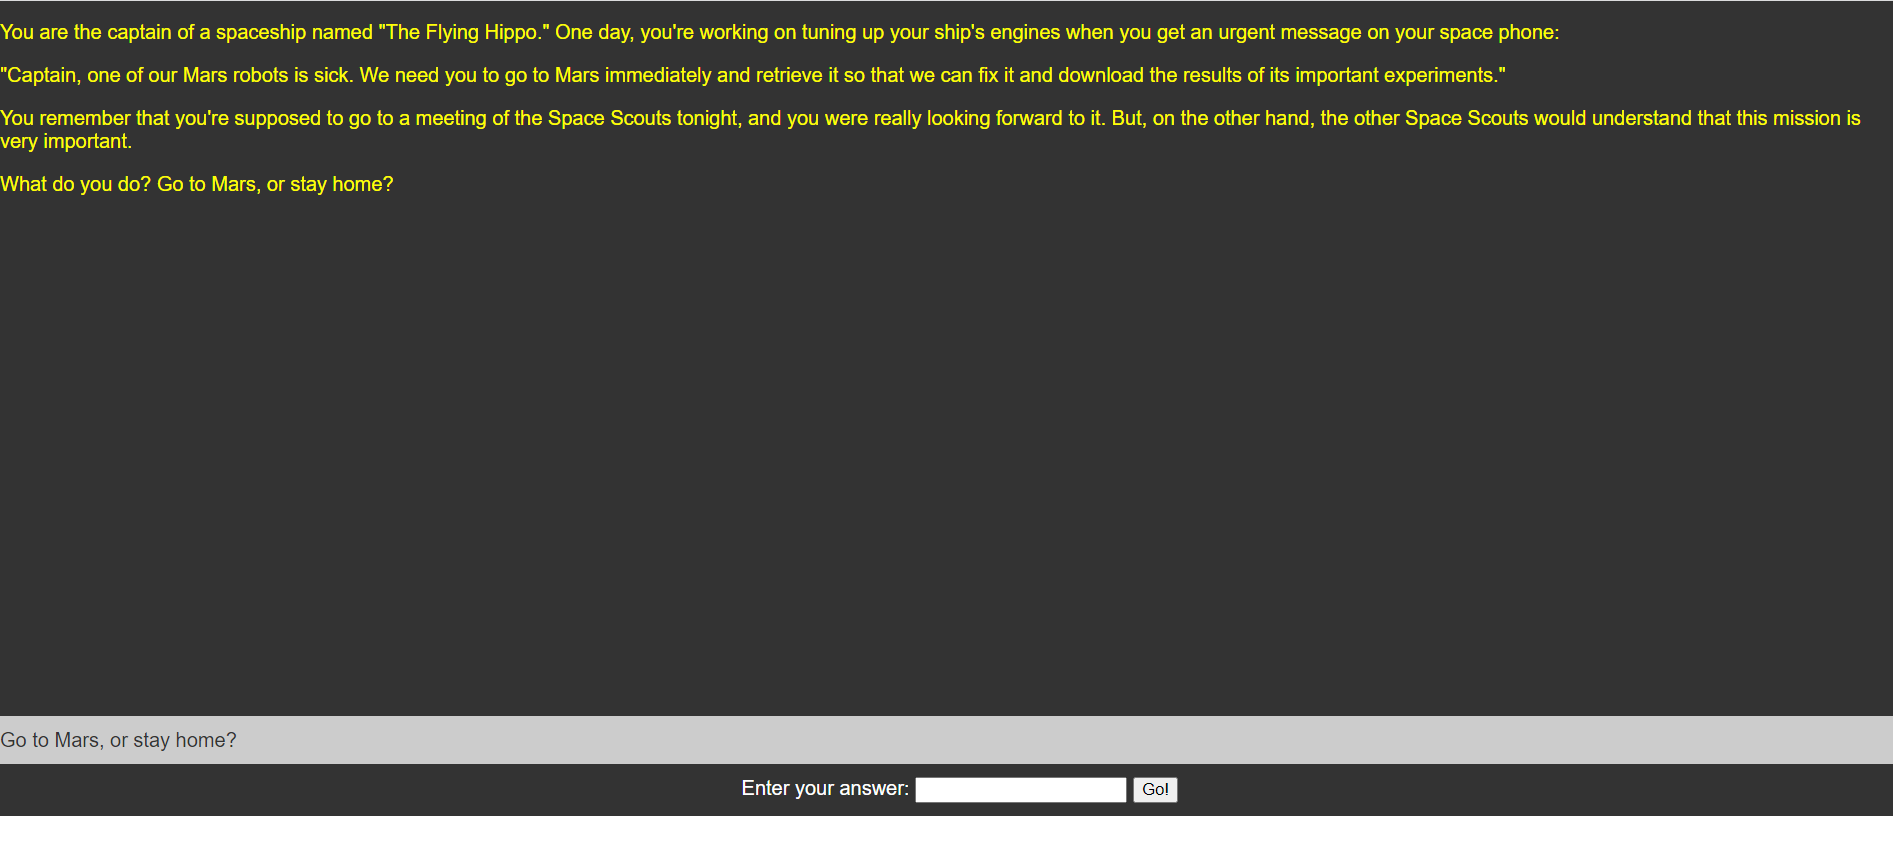 You are the captain of a spaceship named "The Flying Hippo." One day, you're working on tuning up your ship's engines when you get an urgent message on your space phone:
"Captain, one of our Mars robots is sick. We need you to go to Mars immediately and retrieve it so that we can fix it and download the results of its important experiments."
You remember that you're supposed to go to a meeting of the Space Scouts tonight, and you were really looking forward to it. But, on the other hand, the other Space Scouts would understand that this mission is
very important.
What do you do? Go to Mars, or stay home?
Go to Mars, or stay home?
Enter your answer: Go!